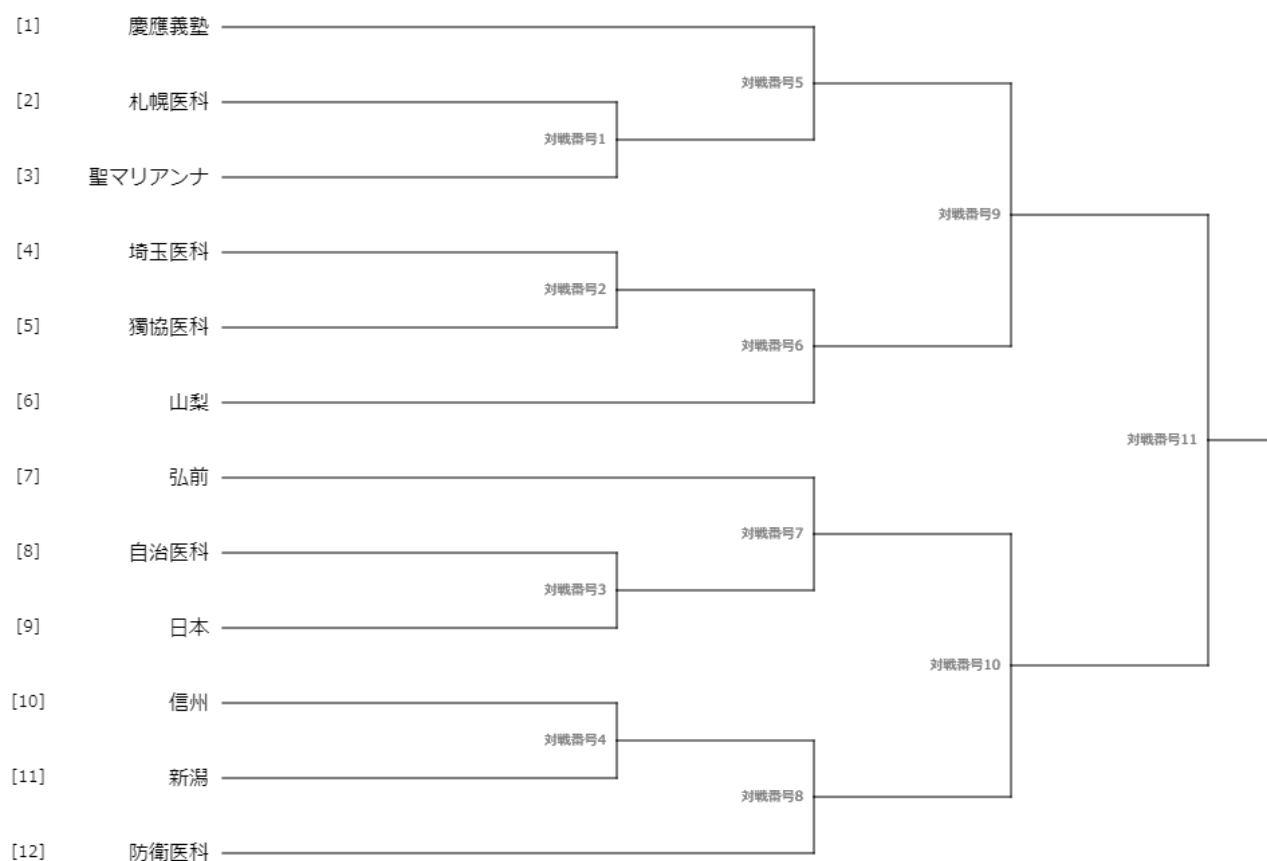 [1] 慶應義塾
対戦番号5
[2] 札幌医科
対戦番号1
[3] 聖マリアンナ
対戦番号9
[4] 埼玉医科
対戦番号2
[5] 獨協医科
対戦番号6
[6] 山梨
対戦番号11
[7] 弘前
対戦番号7
[8] 自治医科
対戦番号3
[9] 日本
対戦番号10
[10] 信州
対戦番号4
[11] 新潟
対戦番号8
[12] 防衛医科